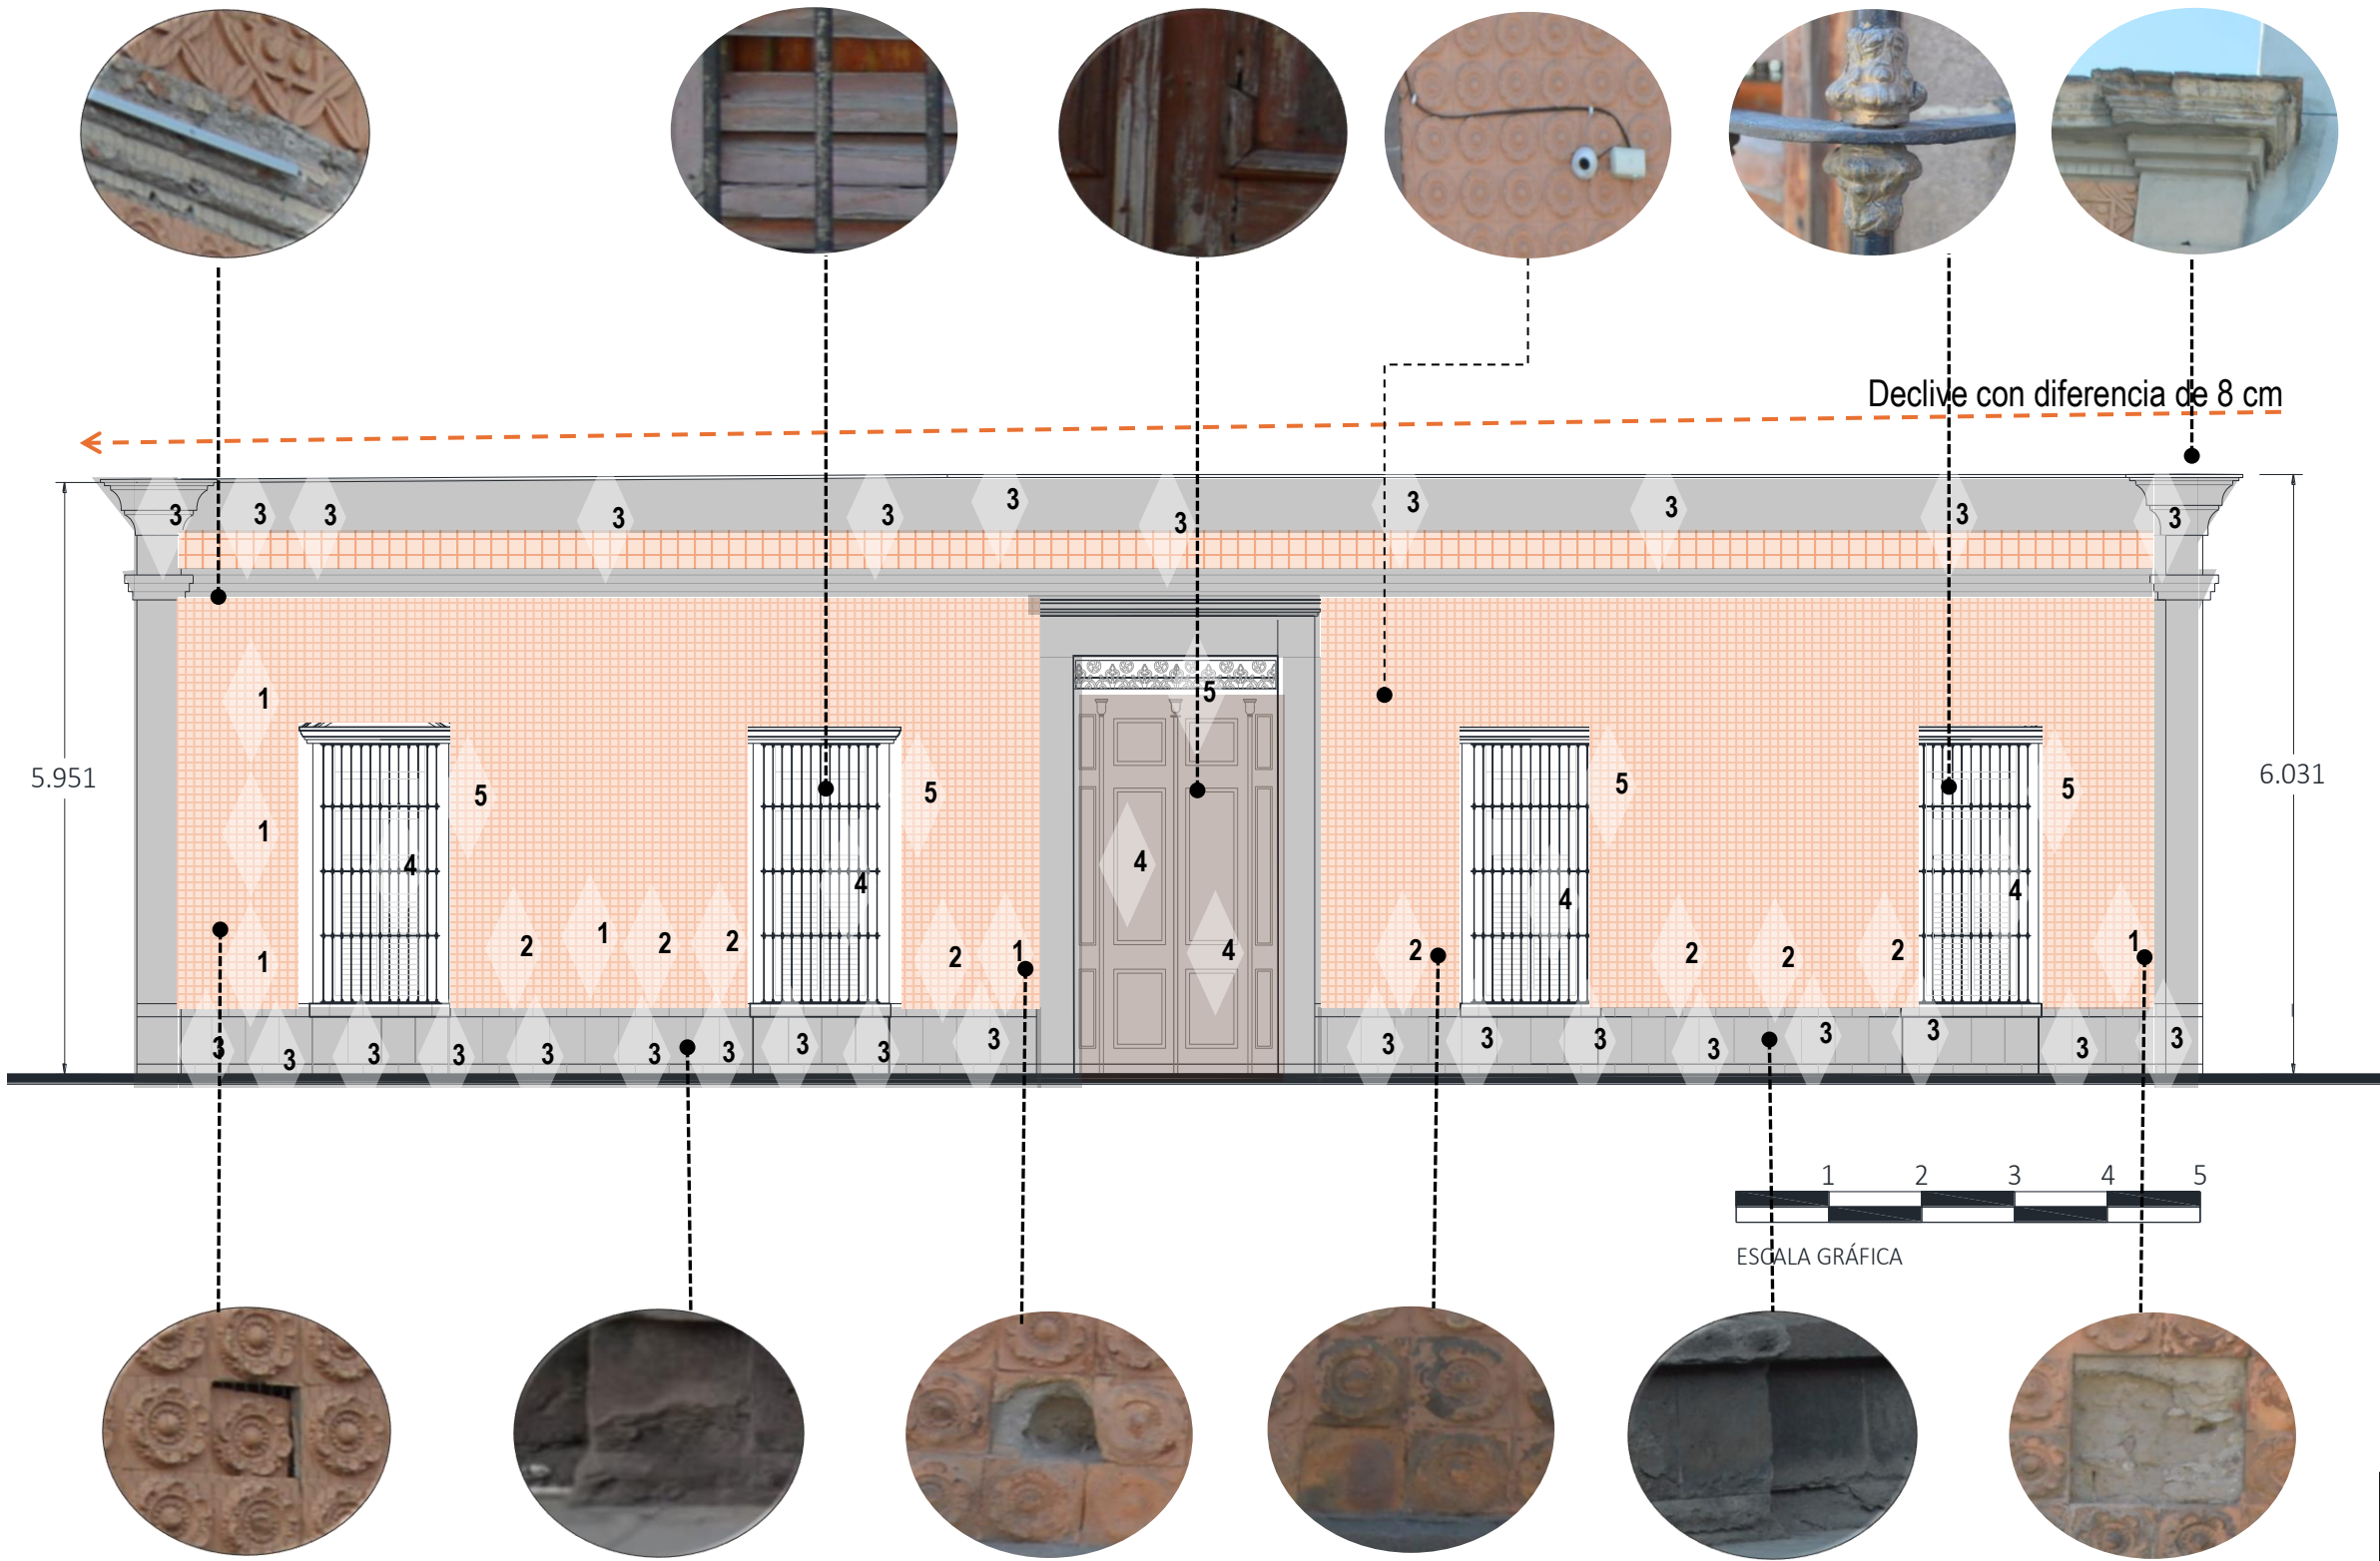 Declive con diferencia de 8 cm
3 3 3 3 3 3 3 3 3 3 3
1 5
5.951 6.031
5 5 5 5
1 4 4 4 4 4
2 1 2 2 2 1 4 2 2 2 2 1
1
3 3 3 3 3 3 3 3 3 3 3 3 3 3 3 3 3 3
1 2 3 4 5
ESCALA GRÁFICA